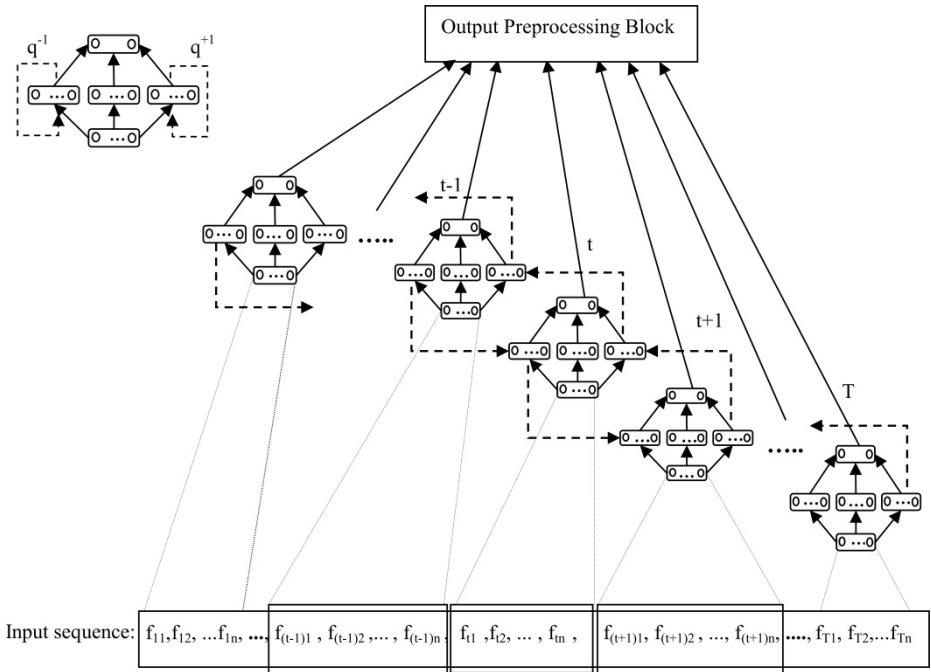 Output Preprocessing Block
q-1
q+1
t-1
t
t+1
T
Input sequence: f11,f12, ...f1n, ..., f(t-1)1 , f(t-1)2 ,... , f(t-1)n , ft1 ,ft2, ... , ftn , f(t+1)1, f(t+1)2 , ..., f(t+1)n, ....., fT1, fT2,...fTn